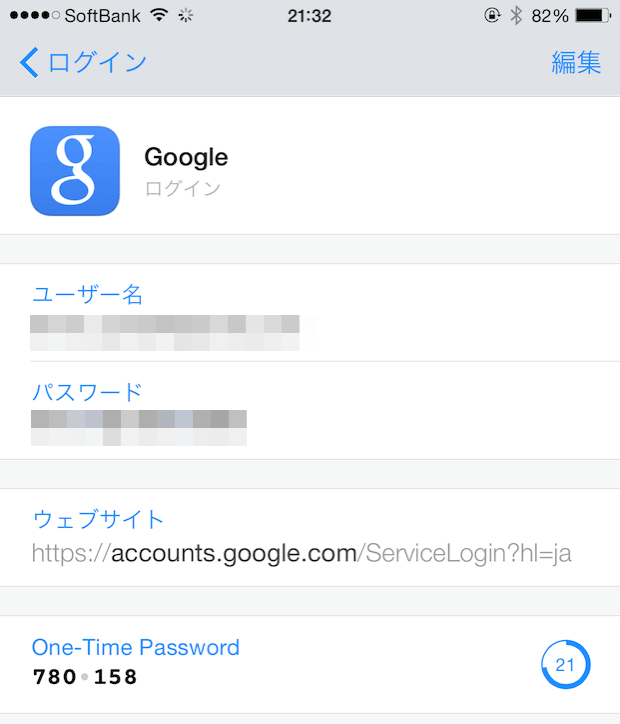 SoftBank 21:32 82%
ログイン 編集
Google
ログイン
ユーザー名
パスワード
ウェブサイト
https://accounts.google.com/ServiceLogin?hl=ja
One-Time Password
780•158 21